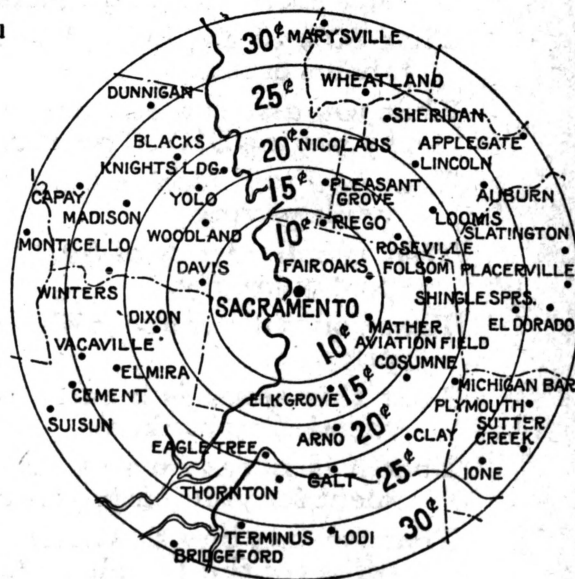 u
30¢ MARYSVILLE
DUNNIGAN
25¢
WHEATLAND
SHERIDAN
BLACKS
20¢ NICOLAUS
APPLEGATE
LINCOLN
KNIGHTS LDG.
15¢
PLEASANT
GROVE
CAPAY
YOLO
AUBURN
MADISON
LOOMIS
MONTICELLO
WOODLAND
10¢
RIEGO
ROSEVILLE
SLATINGTON
WINTERS
DAVIS
FAIR OAKS
FOLSOM
PLACERVILLE
SACRAMENTO
SHINGLE SPRS.
EL DORADO
DIXON
MATHER
AVIATION FIELD
VACAVILLE
10¢
COSUMNE
ELMIRA
MICHIGAN BAR
CEMENT
ELK GROVE
15¢
PLYMOUTH
SUISUN
ARNO
20¢
CLAY
SUTTER
CREEK
EAGLE TREE
GALT
25¢
IONE
THORNTON
30¢
TERMINUS
LODI
BRIDGEFORD